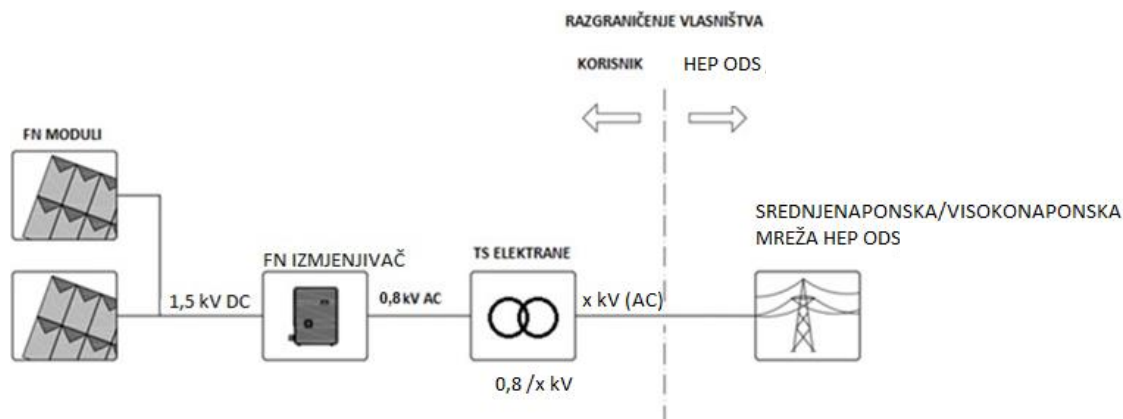 RAZGRANIČENJE VLASNIŠTVA
KORISNIK
HEP ODS
FN MODULI
SREDNJENAPONSKA/VISOKONAPONSKA
MREŽA HEP ODS
FN IZMJENJIVAČ
TS ELEKTRANE
1,5 kV DC
0,8 kV AC
x kV (AC)
0,8 /x kV